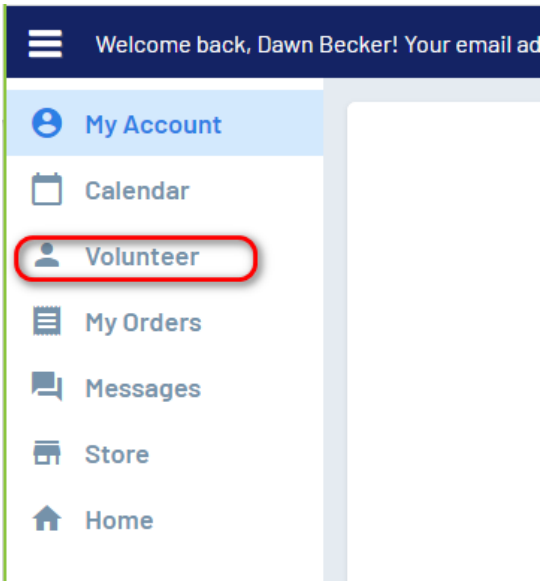 Welcome back, Dawn Becker! Your email ad
My Account
Calendar
Volunteer
My Orders
Messages
Store
Home